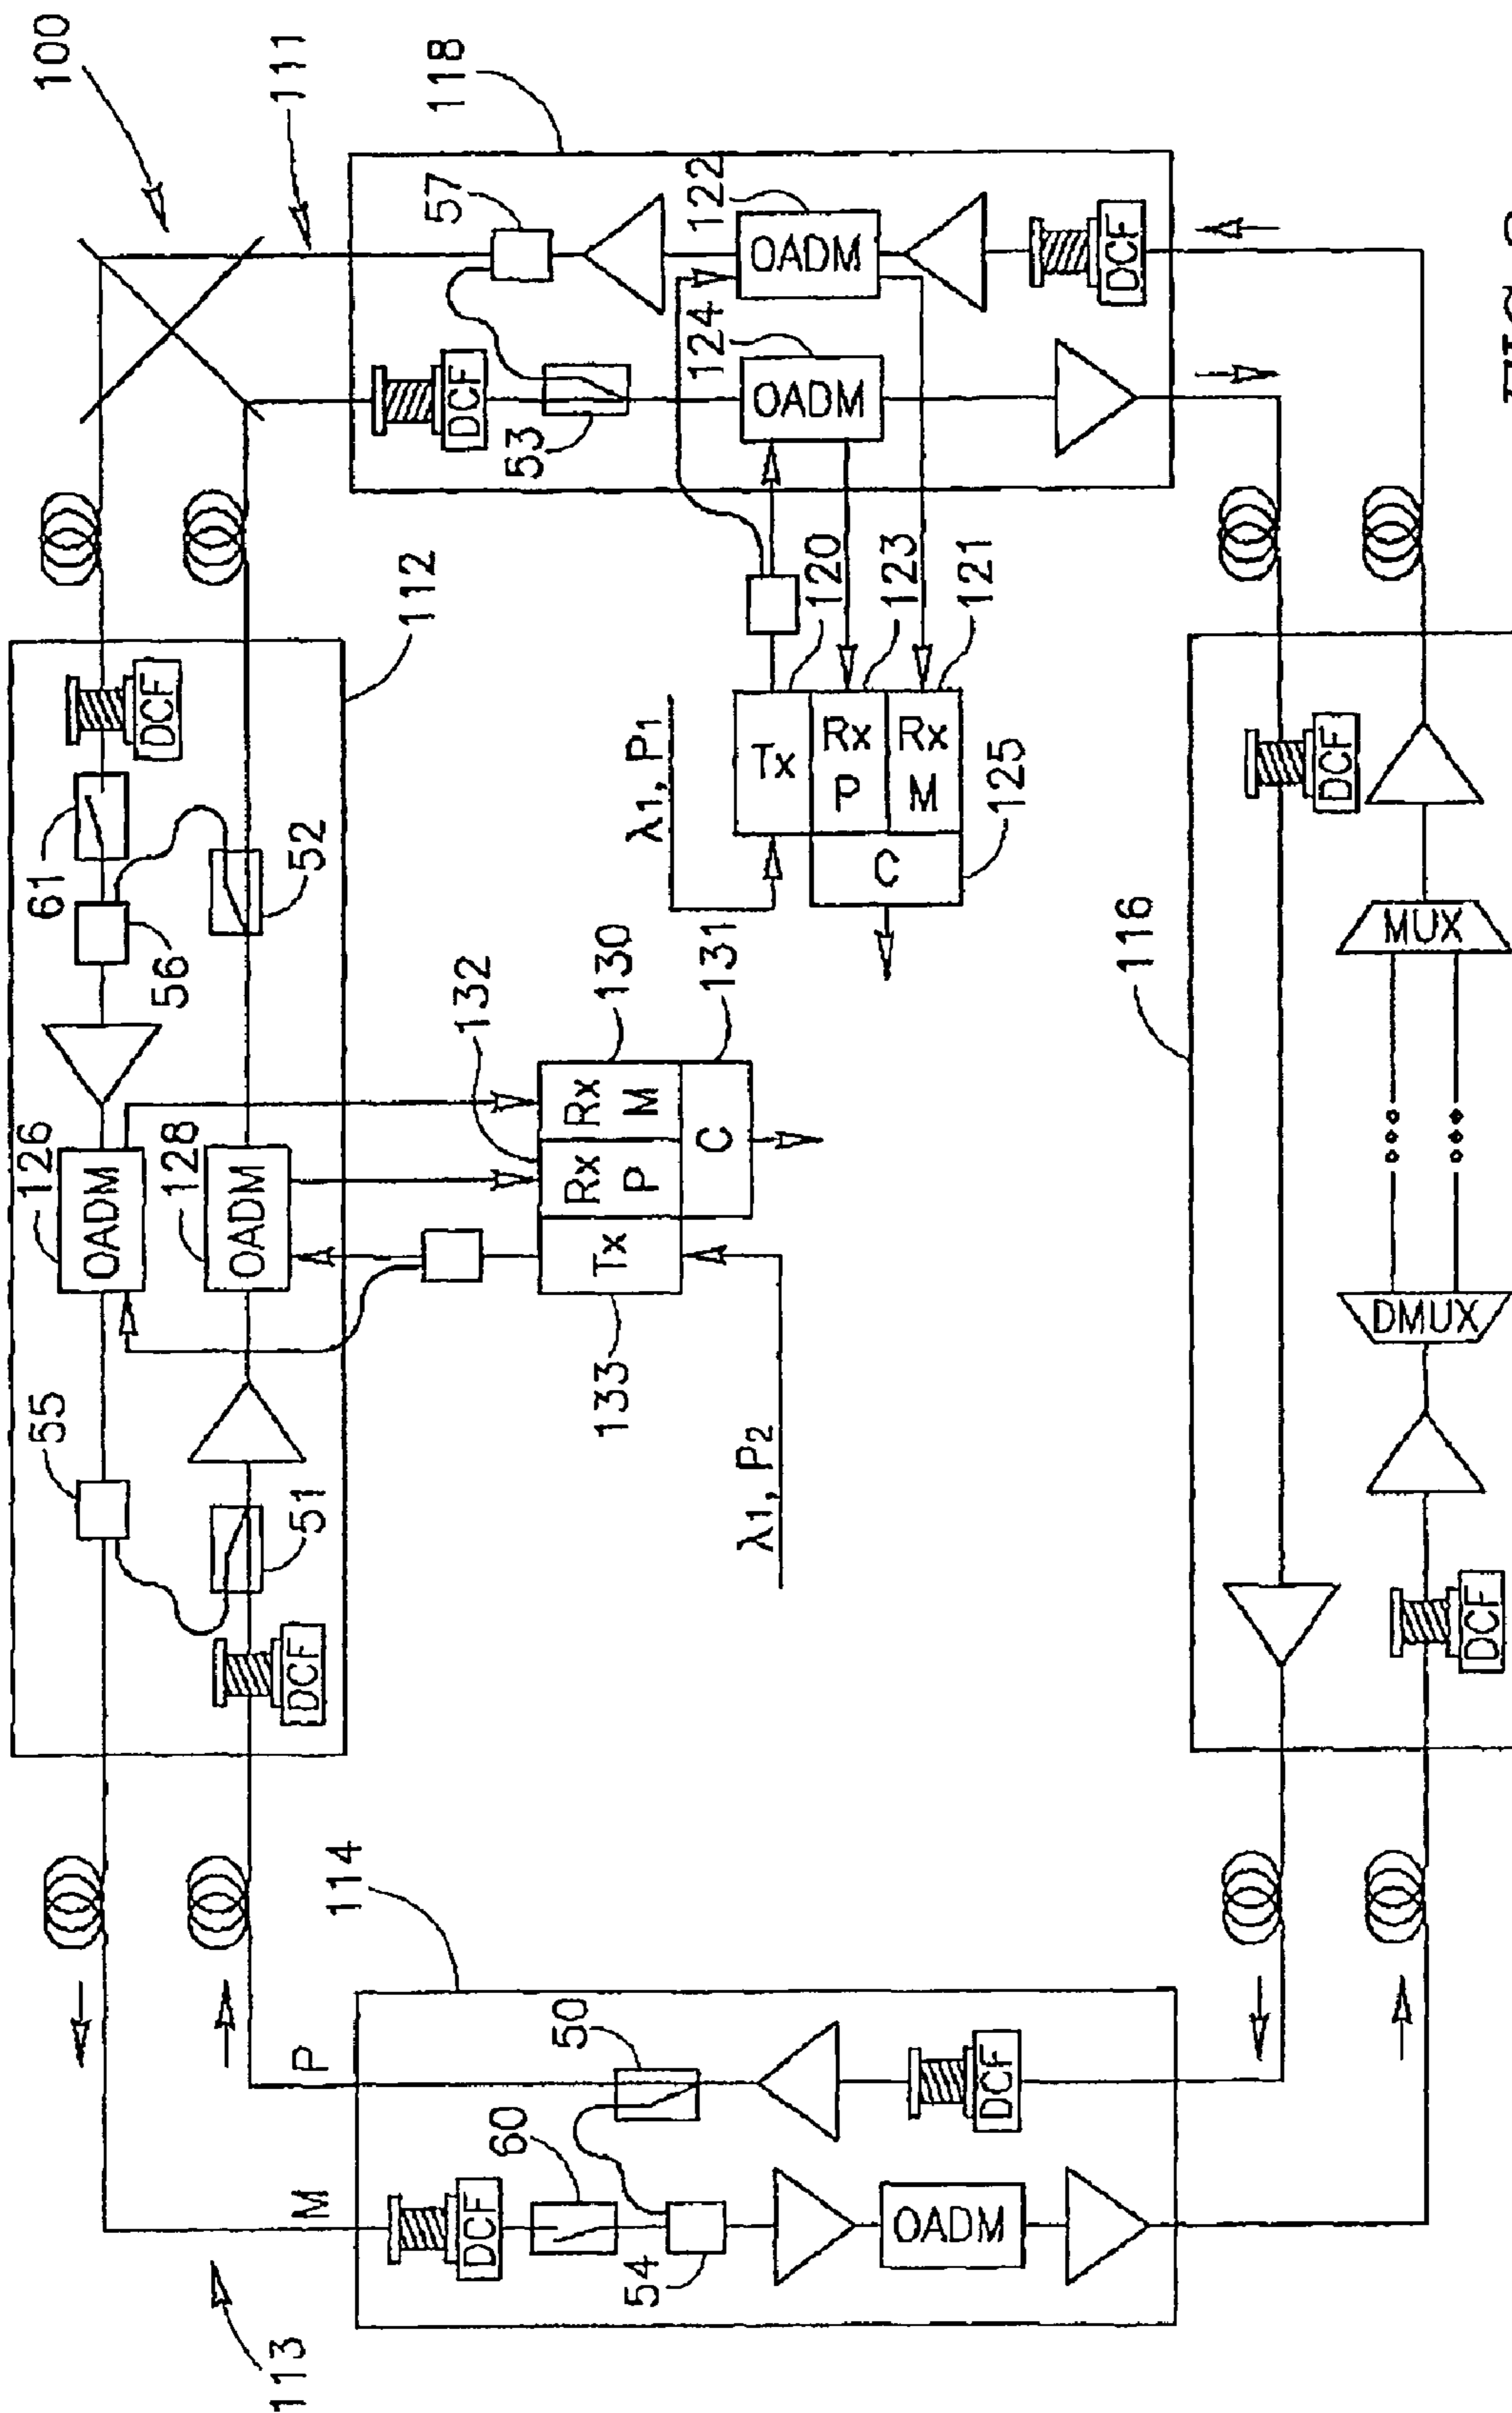 100
111
118
57
122
OADM
DCF
124
OADM
DCF
53
112
DCF
61
56
52
126
OADM
128
OADM
55
51
DCF
120
123
121
λ1, P1
Tx
Rx P
Rx M
C
125
132
130
131
Rx M
Rx P
C
Tx
133
λ1, P2
116
DCF
MUX
DMUX
DCF
114
P
M
50
60
DCF
DCF
54
OADM
113